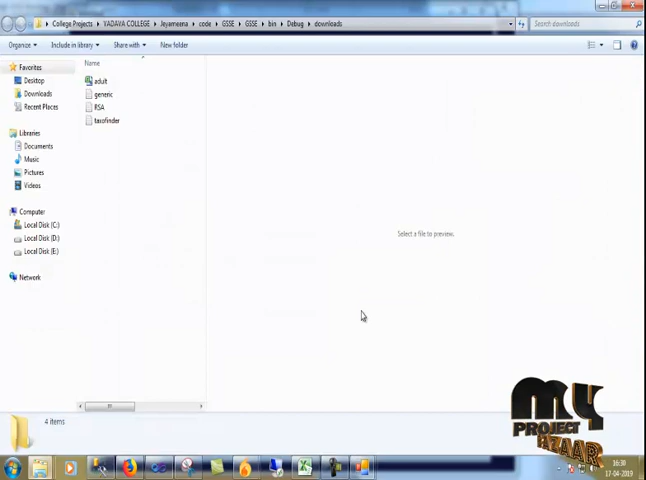 College Projects ▸ YADAVA COLLEGE ▸ Jeyameena ▸ code ▸ GSSE ▸ GSSE ▸ bin ▸ Debug ▸ downloads
Search downloads
Organize Include in library Share with New folder
Favorites
Desktop
Downloads
Recent Places
Libraries
Documents
Music
Pictures
Videos
Computer
Local Disk (C:)
Local Disk (D:)
Local Disk (E:)
Network
Name
adult
generic
RSA
taxofinder
Select a file to preview.
4 items
MY
PROJECT
BAZAAR
16:30
17-04-2019